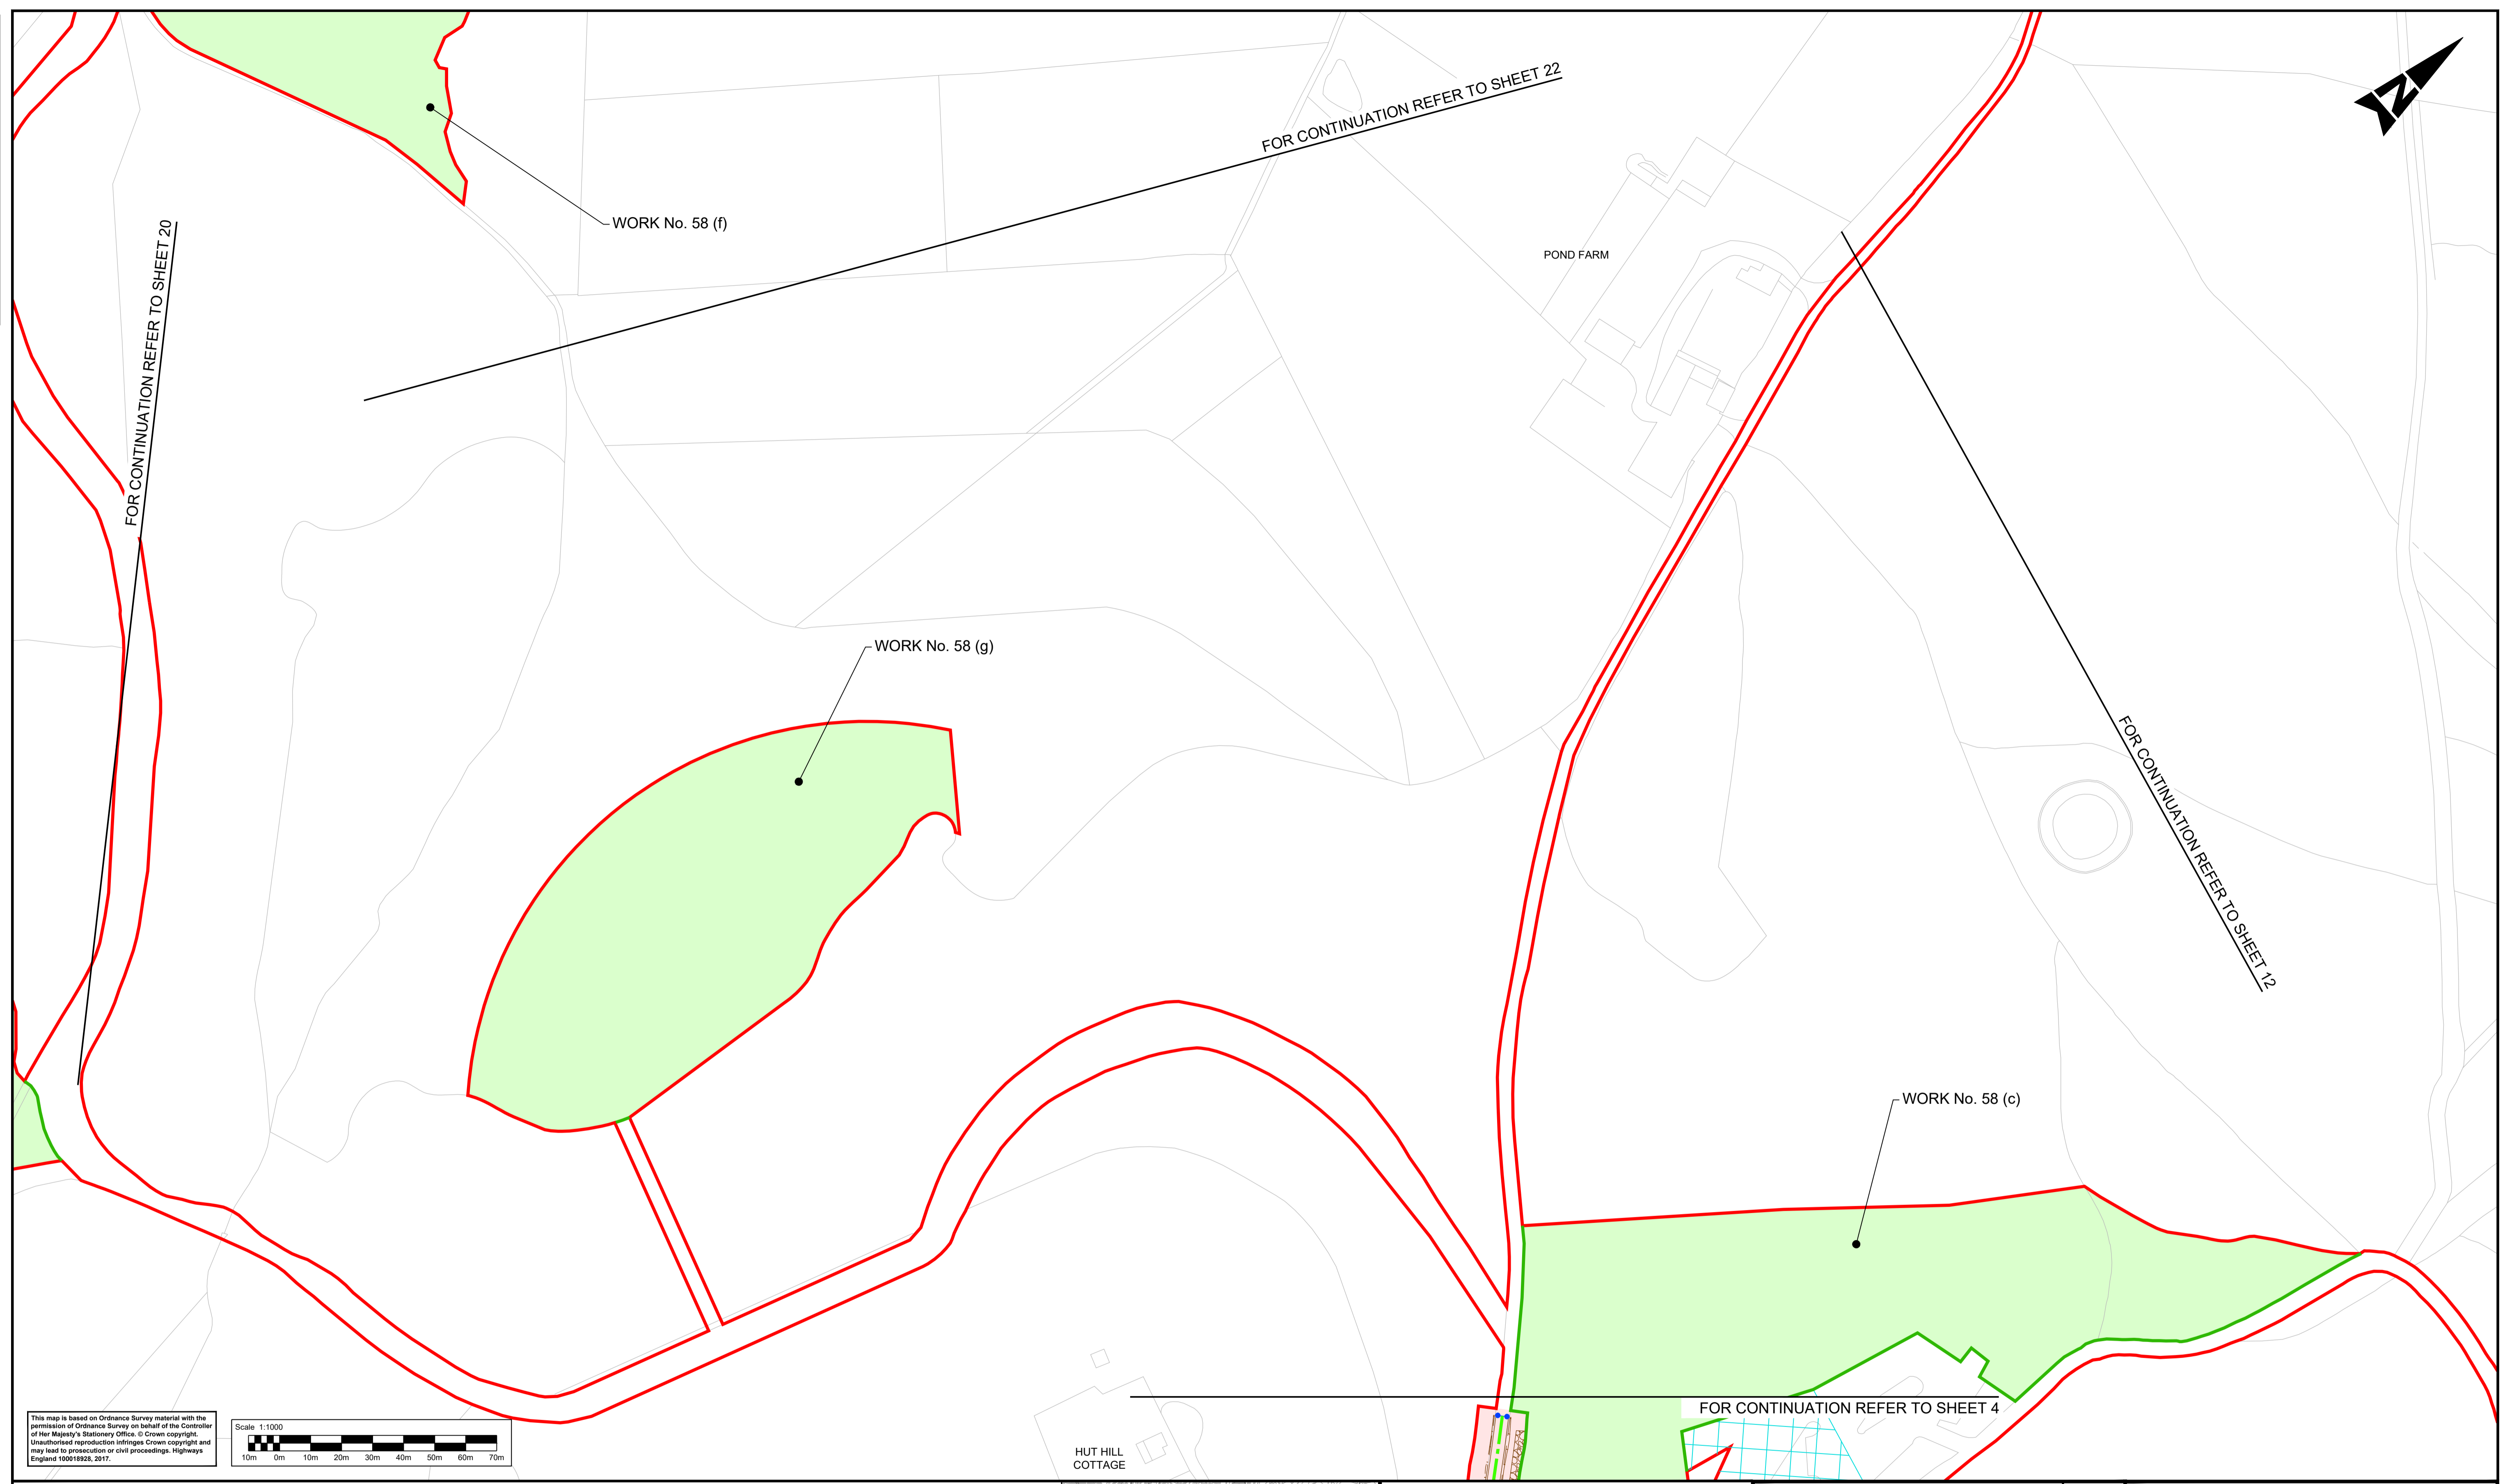 FOR CONTINUATION REFER TO SHEET 22
N
WORK No. 58 (f)
FOR CONTINUATION REFER TO SHEET 20
POND FARM
WORK No. 58 (g)
FOR CONTINUATION REFER TO SHEET 12
WORK No. 58 (c)
FOR CONTINUATION REFER TO SHEET 4
HUT HILL
COTTAGE
This map is based on Ordnance Survey material with the
permission of Ordnance Survey on behalf of the Controller
of Her Majesty's Stationery Office. © Crown copyright.
Unauthorised reproduction infringes Crown copyright and
may lead to prosecution or civil proceedings. Highways
England 100018928, 2017.
Scale 1:1000
10m 0m 10m 20m 30m 40m 50m 60m 70m